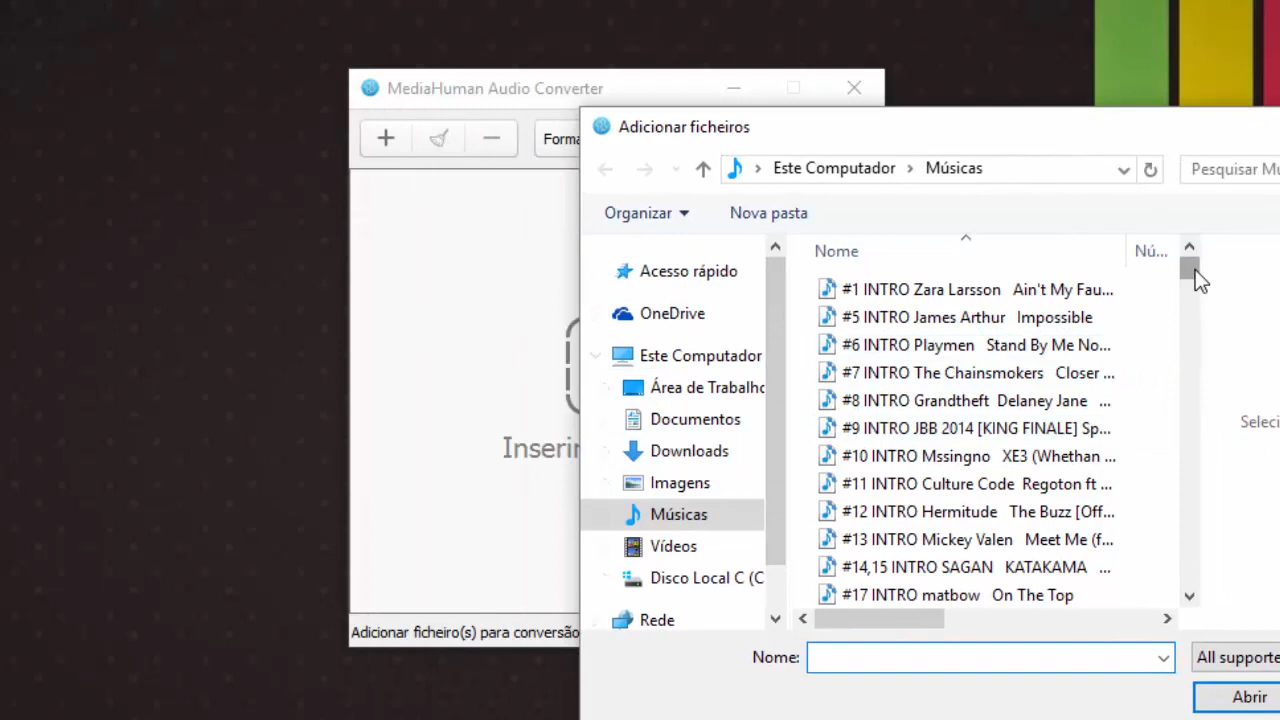 MediaHuman Audio Converter
Forma
Inserir
Adicionar ficheiro(s) para conversão
Adicionar ficheiros
Este Computador > Músicas
Pesquisar Mú
Organizar
Nova pasta
Acesso rápido
OneDrive
Este Computador
Área de Trabalho
Documentos
Downloads
Imagens
Músicas
Vídeos
Disco Local C (C
Rede
Nome
Nú...
#1 INTRO Zara Larsson Ain't My Fau...
#5 INTRO James Arthur Impossible
#6 INTRO Playmen Stand By Me No...
#7 INTRO The Chainsmokers Closer ...
#8 INTRO Grandtheft Delaney Jane ...
#9 INTRO JBB 2014 [KING FINALE] Sp...
#10 INTRO Mssingno XE3 (Whethan ...
#11 INTRO Culture Code Regoton ft ...
#12 INTRO Hermitude The Buzz [Off...
#13 INTRO Mickey Valen Meet Me (f...
#14,15 INTRO SAGAN KATAKAMA ...
#17 INTRO matbow On The Top
Seleci
Nome:
All supporte
Abrir